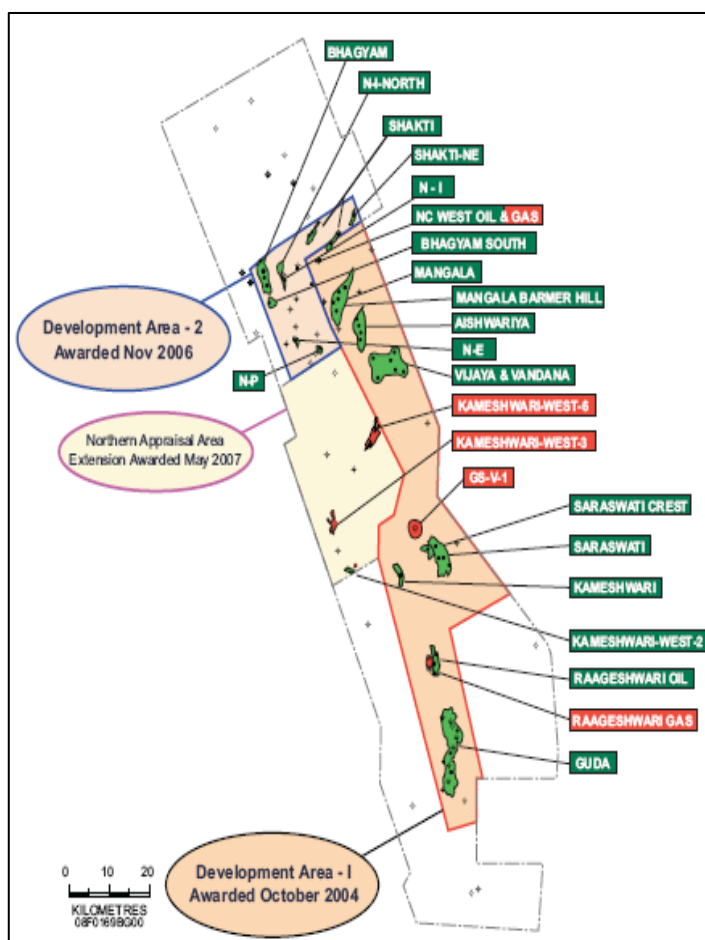 BHAGYAM
N-I-NORTH
SHAKTI
SHAKTI-NE
N - I
NC WEST OIL & GAS
BHAGYAM SOUTH
MANGALA
MANGALA BARMER HILL
AISHWARIYA
N-E
VIJAYA & VANDANA
Development Area - 2
Awarded Nov 2006
N-P
KAMESHWARI-WEST-6
Northern Appraisal Area
Extension Awarded May 2007
KAMESHWARI-WEST-3
GS-V-1
SARASWATI CREST
SARASWATI
KAMESHWARI
KAMESHWARI-WEST-2
RAAGESHWARI OIL
RAAGESHWARI GAS
GUDA
Development Area - I
Awarded October 2004
0 10 20
KILOMETRES
08F0169BG00